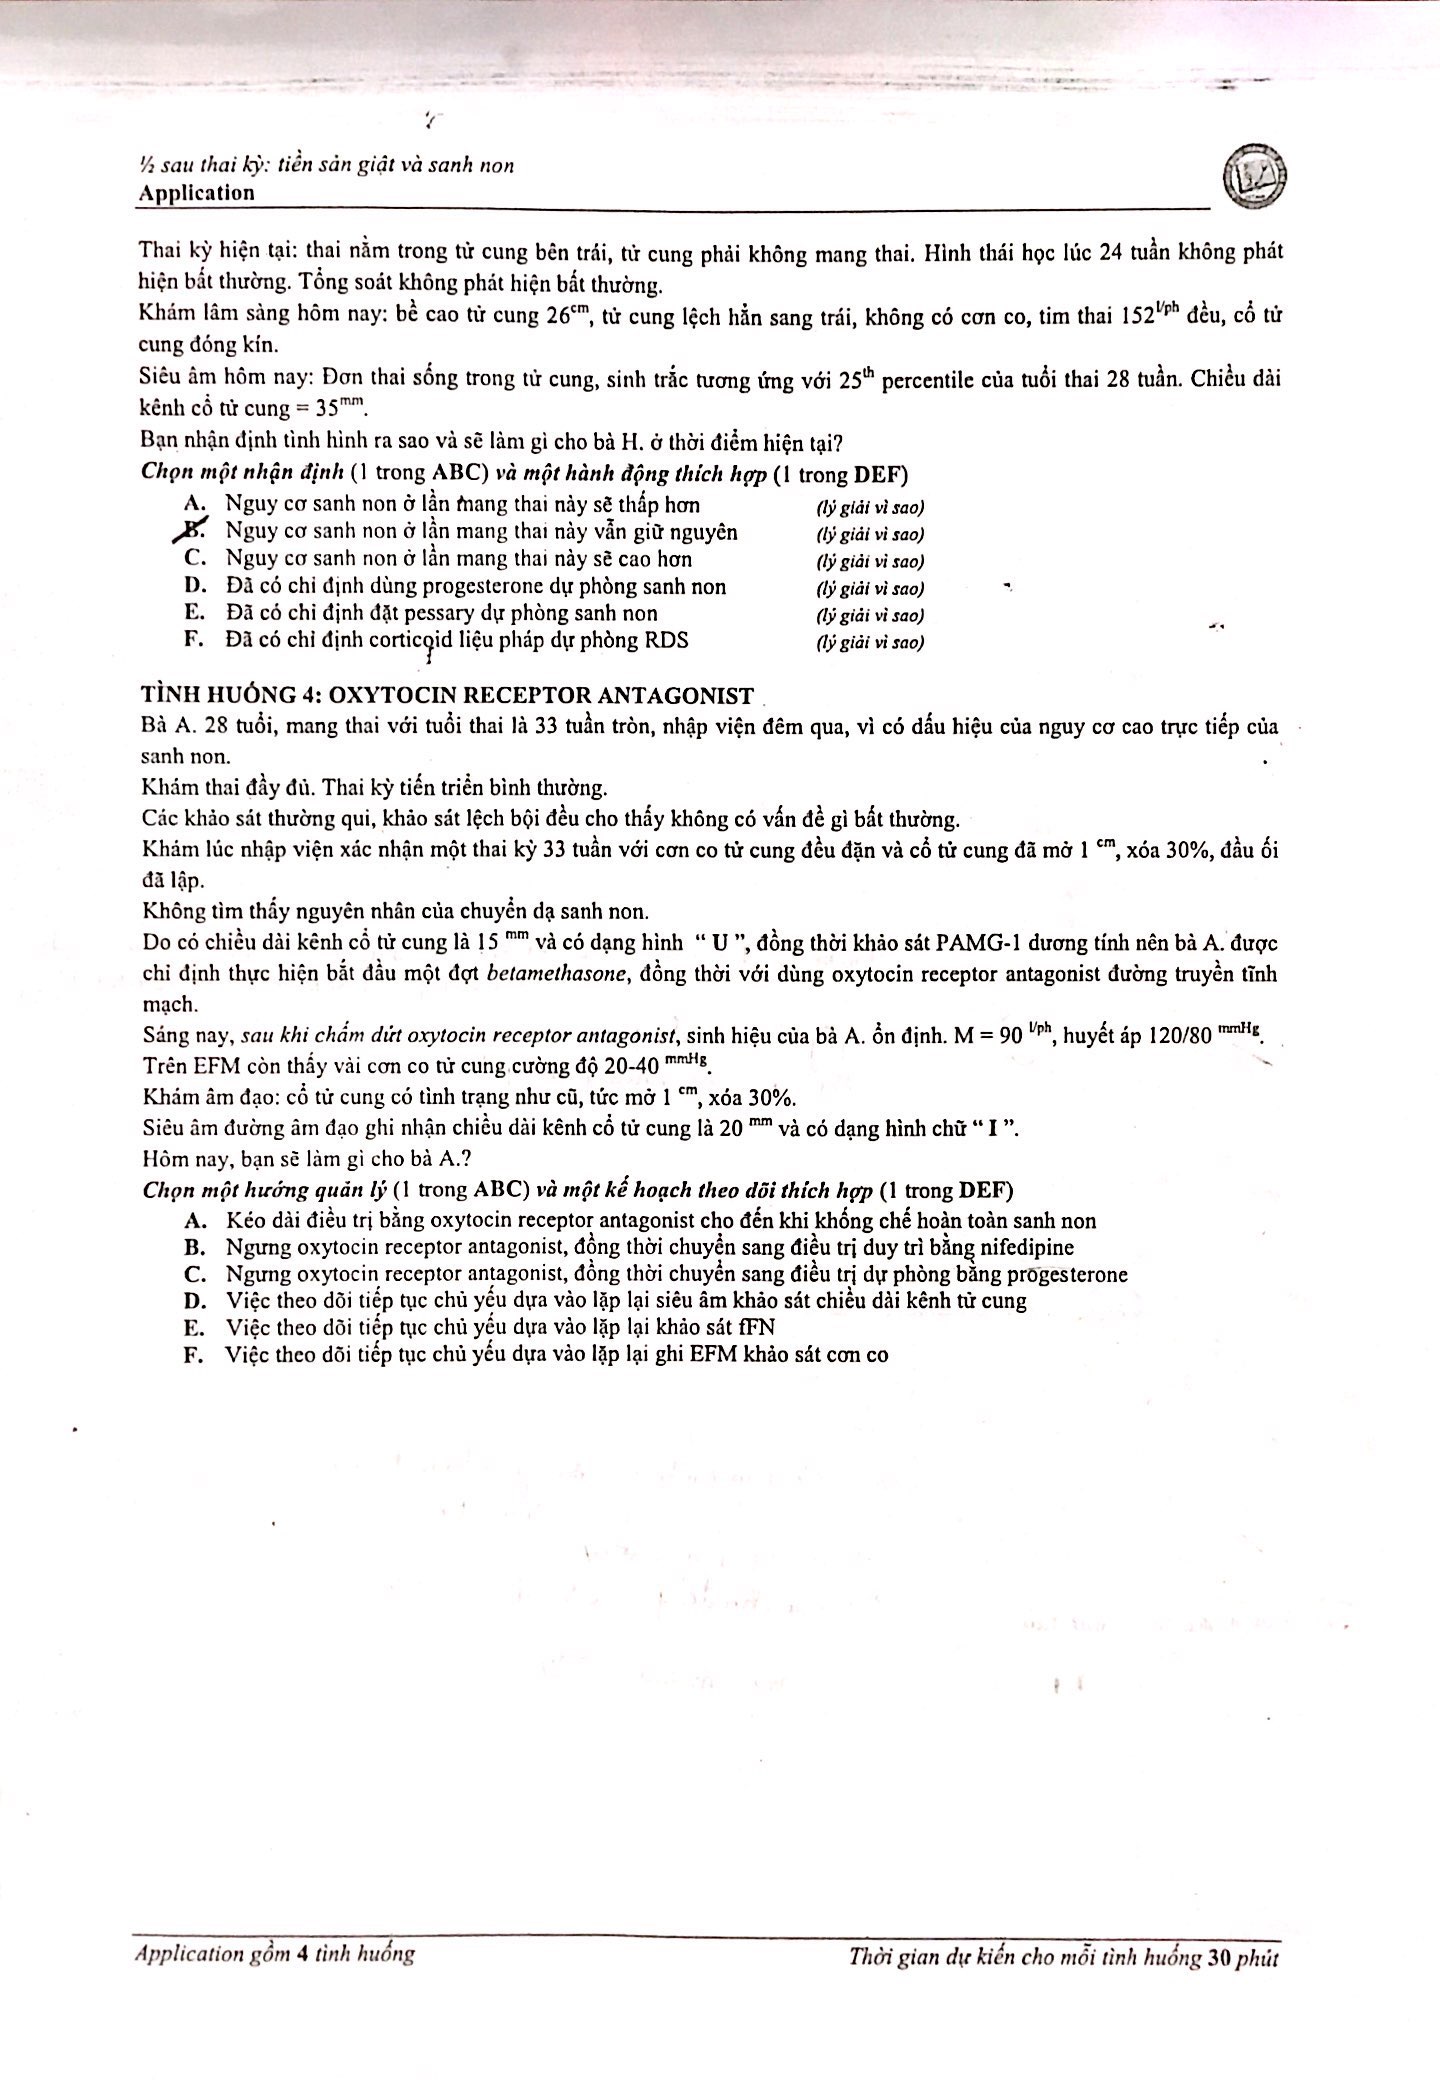 ½ sau thai kỳ: tiền sản giật và sanh non
Application
Thai kỳ hiện tại: thai nằm trong tử cung bên trái, tử cung phải không mang thai. Hình thái học lúc 24 tuần không phát
hiện bất thường. Tổng soát không phát hiện bất thường.
Khám lâm sàng hôm nay: bề cao tử cung 26cm, tử cung lệch hẳn sang trái, không có cơn co, tim thai 152l/ph đều, cổ tử
cung đóng kín.
Siêu âm hôm nay: Đơn thai sống trong tử cung, sinh trắc tương ứng với 25th percentile của tuổi thai 28 tuần. Chiều dài
kênh cổ tử cung = 35mm.
Bạn nhận định tình hình ra sao và sẽ làm gì cho bà H. ở thời điểm hiện tại?
Chọn một nhận định (1 trong ABC) và một hành động thích hợp (1 trong DEF)
A. Nguy cơ sanh non ở lần mang thai này sẽ thấp hơn (lý giải vì sao)
B. Nguy cơ sanh non ở lần mang thai này vẫn giữ nguyên (lý giải vì sao)
C. Nguy cơ sanh non ở lần mang thai này sẽ cao hơn (lý giải vì sao)
D. Đã có chỉ định dùng progesterone dự phòng sanh non (lý giải vì sao)
E. Đã có chỉ định đặt pessary dự phòng sanh non (lý giải vì sao)
F. Đã có chỉ định corticoid liệu pháp dự phòng RDS (lý giải vì sao)
TÌNH HUỐNG 4: OXYTOCIN RECEPTOR ANTAGONIST
Bà A. 28 tuổi, mang thai với tuổi thai là 33 tuần tròn, nhập viện đêm qua, vì có dấu hiệu của nguy cơ cao trực tiếp của
sanh non.
Khám thai đầy đủ. Thai kỳ tiến triển bình thường.
Các khảo sát thường qui, khảo sát lệch bội đều cho thấy không có vấn đề gì bất thường.
Khám lúc nhập viện xác nhận một thai kỳ 33 tuần với cơn co tử cung đều đặn và cổ tử cung đã mở 1 cm, xóa 30%, đầu ối
đã lập.
Không tìm thấy nguyên nhân của chuyển dạ sanh non.
Do có chiều dài kênh cổ tử cung là 15 mm và có dạng hình “ U ”, đồng thời khảo sát PAMG-1 dương tính nên bà A. được
chỉ định thực hiện bắt đầu một đợt betamethasone, đồng thời với dùng oxytocin receptor antagonist đường truyền tĩnh
mạch.
Sáng nay, sau khi chấm dứt oxytocin receptor antagonist, sinh hiệu của bà A. ổn định. M = 90 l/ph, huyết áp 120/80 mmHg.
Trên EFM còn thấy vài cơn co tử cung cường độ 20-40 mmHg.
Khám âm đạo: cổ tử cung có tình trạng như cũ, tức mở 1 cm, xóa 30%.
Siêu âm đường âm đạo ghi nhận chiều dài kênh cổ tử cung là 20 mm và có dạng hình chữ “ I ”.
Hôm nay, bạn sẽ làm gì cho bà A.?
Chọn một hướng quản lý (1 trong ABC) và một kế hoạch theo dõi thích hợp (1 trong DEF)
A. Kéo dài điều trị bằng oxytocin receptor antagonist cho đến khi khống chế hoàn toàn sanh non
B. Ngưng oxytocin receptor antagonist, đồng thời chuyển sang điều trị duy trì bằng nifedipine
C. Ngưng oxytocin receptor antagonist, đồng thời chuyển sang điều trị dự phòng bằng progesterone
D. Việc theo dõi tiếp tục chủ yếu dựa vào lặp lại siêu âm khảo sát chiều dài kênh tử cung
E. Việc theo dõi tiếp tục chủ yếu dựa vào lặp lại khảo sát fFN
F. Việc theo dõi tiếp tục chủ yếu dựa vào lặp lại ghi EFM khảo sát cơn co
Application gồm 4 tình huống Thời gian dự kiến cho mỗi tình huống 30 phút